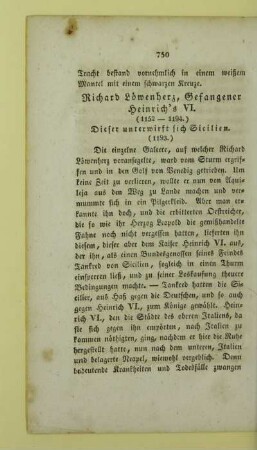 750
Tracht bestand vornehmlich in einem weißem
Mantel mit einem schwarzen Kreuze.
Richard Löwenherz, Gefangener
Heinrich's VI.
(1152 — 1194.)
Dieser unterwirft sich Sicilien.
(1195.)
Die einzelne Galeere, auf welcher Richard
Löwenherz voransegelte, ward vom Sturm ergrif-
fen und in den Golf von Venedig getrieben. Um
keine Zeit zu verlieren, wollte er nun von Aquile-
leja aus den Weg zu Lande machen und ver-
mummte sich in ein Pilgerkleid. Aber man er-
kannte ihn doch, und die erbitterten Oestreicher,
die so wie ihr Herzog Leopold die gemißhandelte
Fahne noch nicht vergessen hatten, lieferten ihn
diesem, dieser aber dem Kaiser Heinrich VI. aus,
der ihn, als einen Bundesgenossen seines Feindes
Tankred von Sicilien, sogleich in einen Thurm
einsperren ließ, und zu seiner Loskaufung theuere
Bedingungen machte. — Tankred hatten die Si-
cilier, aus Haß gegen die Deutschen, und so auch
gegen Heinrich VI., zum Könige gewählt. Hein-
rich VI., den die Städte des oberen Italiens, da
sie sich gegen ihn empörten, nach Italien zu
kommen nöthigten, ging, nachdem er hier die Ruhe
hergestellt hatte, nun nach dem unteren, Italien
und belagerte Neapel, wiewohl vergeblich. Denn
bedeutende Krankheiten und Todesfälle zwangen